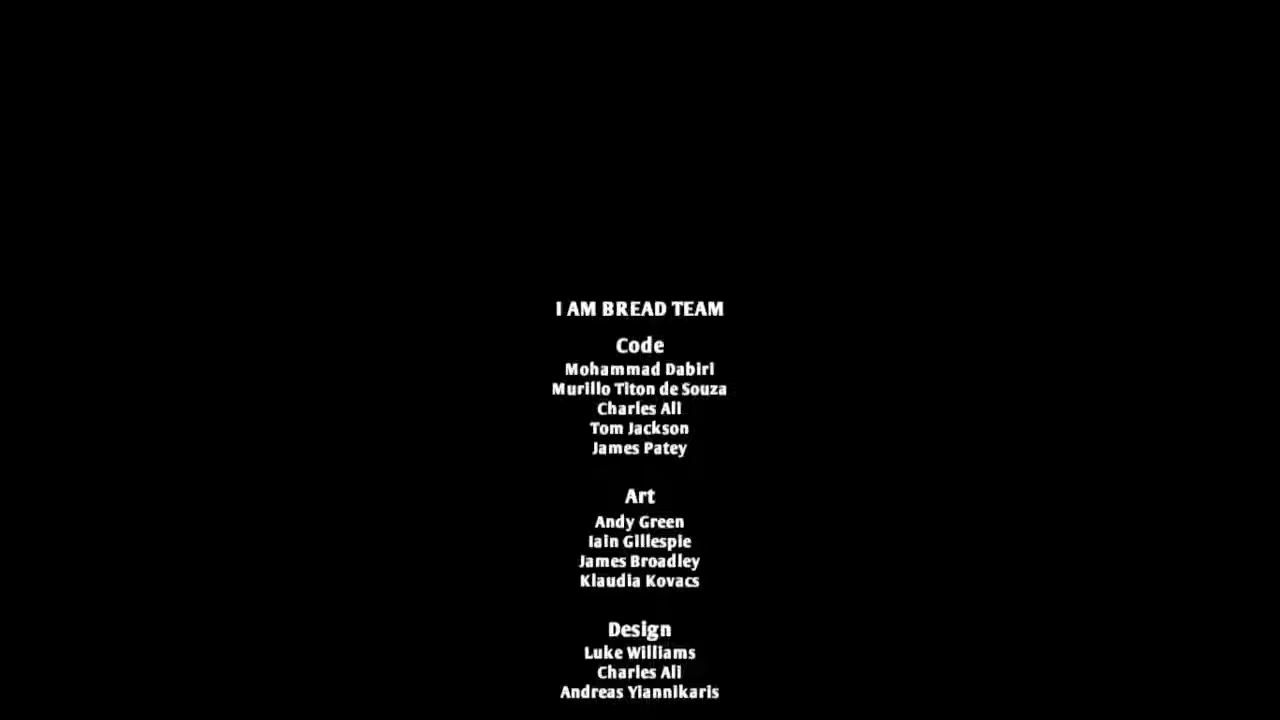 I AM BREAD TEAM
Code
Mohammad Dabiri
Murillo Titon de Souza
Charles Ali
Tom Jackson
James Patey
Art
Andy Green
Iain Gillespie
James Broadley
Klaudia Kovacs
Design
Luke Williams
Charles Ali
Andreas Yiannikaris